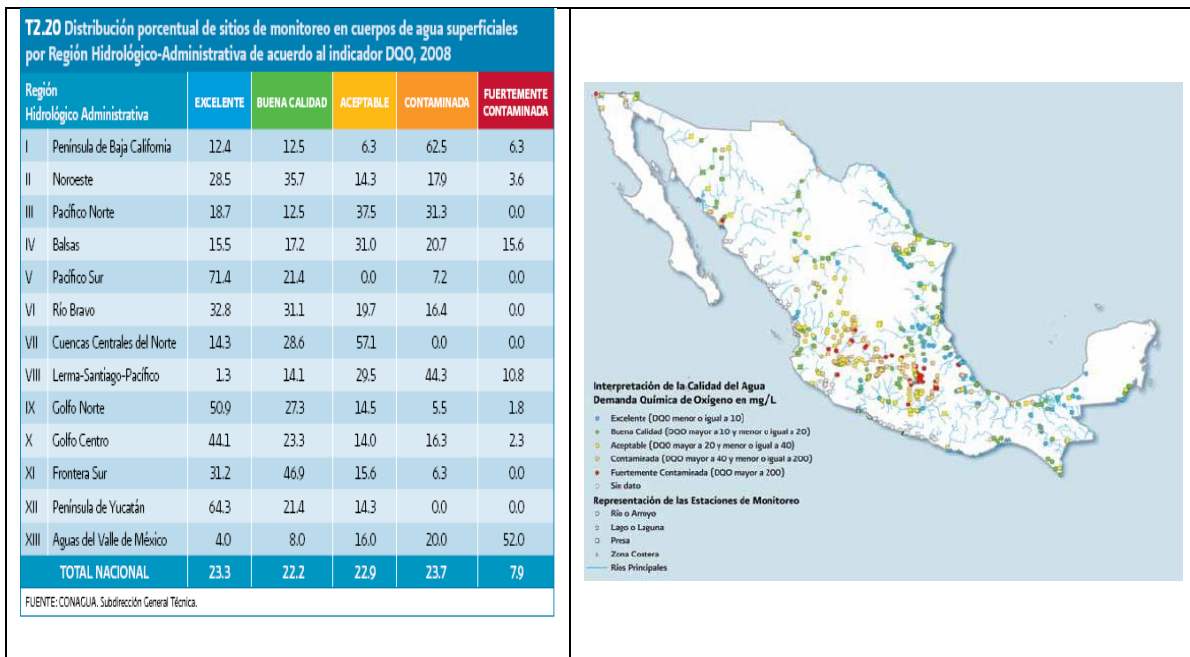 T2.20 Distribución porcentual de sitios de monitoreo en cuerpos de agua superficiales
por Región Hidrológico-Administrativa de acuerdo al indicador DQO, 2008
Región
Hidrológico Administrativa
EXCELENTE BUENA CALIDAD ACEPTABLE CONTAMINADA FUERTEMENTE
CONTAMINADA
I Península de Baja California 12.4 12.5 6.3 62.5 6.3
II Noroeste 28.5 35.7 14.3 17.9 3.6
III Pacífico Norte 18.7 12.5 37.5 31.3 0.0
IV Balsas 15.5 17.2 31.0 20.7 15.6
V Pacífico Sur 71.4 21.4 0.0 7.2 0.0
VI Río Bravo 32.8 31.1 19.7 16.4 0.0
VII Cuencas Centrales del Norte 14.3 28.6 57.1 0.0 0.0
VIII Lerma-Santiago-Pacífico 1.3 14.1 29.5 44.3 10.8
IX Golfo Norte 50.9 27.3 14.5 5.5 1.8
X Golfo Centro 44.1 23.3 14.0 16.3 2.3
XI Frontera Sur 31.2 46.9 15.6 6.3 0.0
XII Península de Yucatán 64.3 21.4 14.3 0.0 0.0
XIII Aguas del Valle de México 4.0 8.0 16.0 20.0 52.0
TOTAL NACIONAL 23.3 22.2 22.9 23.7 7.9
FUENTE: CONAGUA. Subdirección General Técnica.
Interpretación de la Calidad del Agua
Demanda Química de Oxígeno en mg/L
Excelente (DQO menor o igual a 10)
Buena Calidad (DQO mayor a 10 y menor o igual a 20)
Aceptable (DQO mayor a 20 y menor o igual a 40)
Contaminada (DQO mayor a 40 y menor o igual a 200)
Fuertemente Contaminada (DQO mayor a 200)
Sin dato
Representación de las Estaciones de Monitoreo
Río o Arroyo
Lago o Laguna
Presa
Zona Costera
Ríos Principales